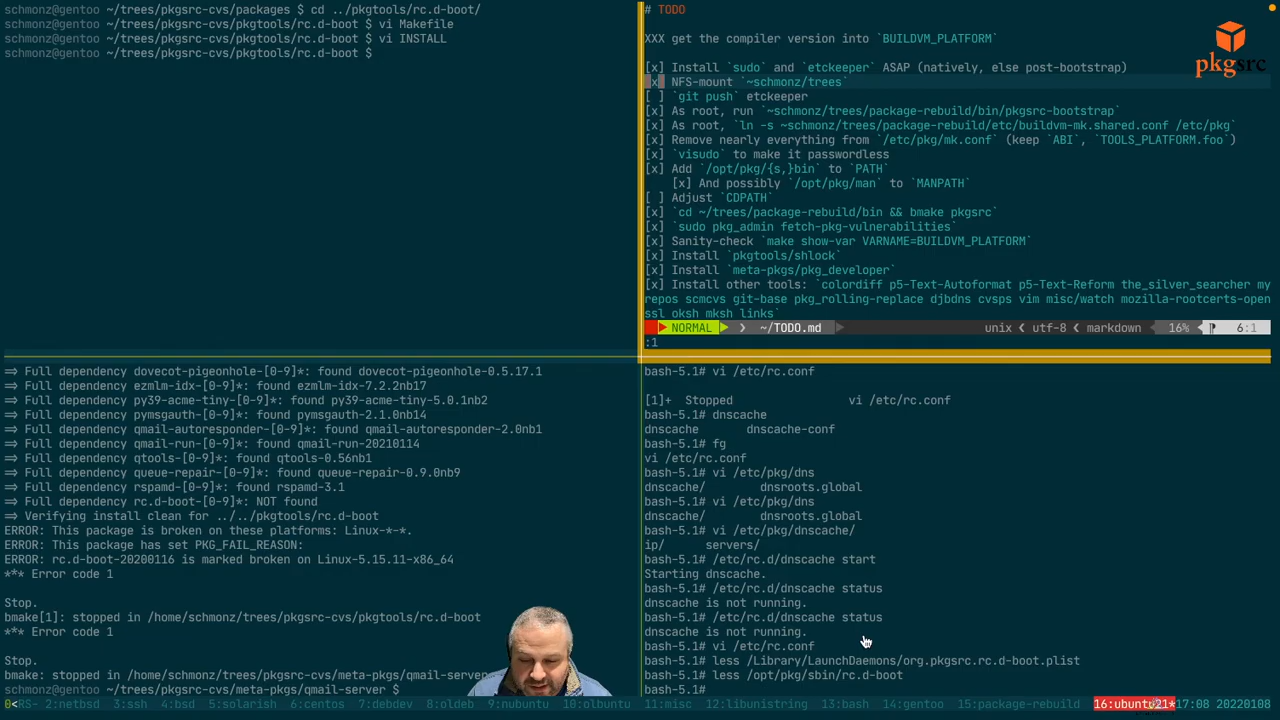 schmonz@gentoo ~/trees/pkgsrc-cvs/packages $ cd ../pkgtools/rc.d-boot/
schmonz@gentoo ~/trees/pkgsrc-cvs/pkgtools/rc.d-boot $ vi Makefile
schmonz@gentoo ~/trees/pkgsrc-cvs/pkgtools/rc.d-boot $ vi INSTALL
schmonz@gentoo ~/trees/pkgsrc-cvs/pkgtools/rc.d-boot $
# TODO
XXX get the compiler version into `BUILDVM_PLATFORM`
[x] Install `sudo` and `etckeeper` ASAP (natively, else post-bootstrap)
[x] NFS-mount `~schmonz/trees`
[ ] `git push` etckeeper
[x] As root, run `~schmonz/trees/package-rebuild/bin/pkgsrc-bootstrap`
[x] As root, `ln -s ~schmonz/trees/package-rebuild/etc/buildvm-mk.shared.conf /etc/pkg`
[x] Remove nearly everything from `/etc/pkg/mk.conf` (keep `ABI`, `TOOLS_PLATFORM.foo`)
[x] `visudo` to make it passwordless
[x] Add `/opt/pkg/{s,}bin` to `PATH`
[x] And possibly `/opt/pkg/man` to `MANPATH`
[ ] Adjust `CDPATH`
[x] `cd ~/trees/package-rebuild/bin && bmake pkgsrc`
[x] `sudo pkg_admin fetch-pkg-vulnerabilities`
[x] Sanity-check `make show-var VARNAME=BUILDVM_PLATFORM`
[x] Install `pkgtools/shlock`
[x] Install `meta-pkgs/pkg_developer`
[x] Install other tools: `colordiff p5-Text-Autoformat p5-Text-Reform the_silver_searcher my
repos scmcvs git-base pkg_rolling-replace djbdns cvsps vim misc/watch mozilla-rootcerts-open
ssl oksh mksh links`
NORMAL ~/TODO.md unix utf-8 markdown 16% 6:1
:1
pkgsrc
=> Full dependency dovecot-pigeonhole-[0-9]*: found dovecot-pigeonhole-0.5.17.1
=> Full dependency ezmlm-idx-[0-9]*: found ezmlm-idx-7.2.2nb17
=> Full dependency py39-acme-tiny-[0-9]*: found py39-acme-tiny-5.0.1nb2
=> Full dependency pymsgauth-[0-9]*: found pymsgauth-2.1.0nb14
=> Full dependency qmail-autoresponder-[0-9]*: found qmail-autoresponder-2.0nb1
=> Full dependency qmail-run-[0-9]*: found qmail-run-20210114
=> Full dependency qtools-[0-9]*: found qtools-0.56nb1
=> Full dependency queue-repair-[0-9]*: found queue-repair-0.9.0nb9
=> Full dependency rspamd-[0-9]*: found rspamd-3.1
=> Full dependency rc.d-boot-[0-9]*: NOT found
=> Verifying install clean for ../../pkgtools/rc.d-boot
ERROR: This package is broken on these platforms: Linux-*-*.
ERROR: This package has set PKG_FAIL_REASON:
ERROR: rc.d-boot-20200116 is marked broken on Linux-5.15.11-x86_64
*** Error code 1
Stop.
bmake[1]: stopped in /home/schmonz/trees/pkgsrc-cvs/pkgtools/rc.d-boot
*** Error code 1
Stop.
bmake: stopped in /home/schmonz/trees/pkgsrc-cvs/meta-pkgs/qmail-server
schmonz@gentoo ~/trees/pkgsrc-cvs/meta-pkgs/qmail-server $
bash-5.1# vi /etc/rc.conf
[1]+ Stopped vi /etc/rc.conf
bash-5.1# dnscache
dnscache dnscache-conf
bash-5.1# fg
vi /etc/rc.conf
bash-5.1# vi /etc/pkg/dns
dnscache/ dnsroots.global
bash-5.1# vi /etc/pkg/dns
dnscache/ dnsroots.global
bash-5.1# vi /etc/pkg/dnscache/
ip/ servers/
bash-5.1# /etc/rc.d/dnscache start
Starting dnscache.
bash-5.1# /etc/rc.d/dnscache status
dnscache is not running.
bash-5.1# /etc/rc.d/dnscache status
dnscache is not running.
bash-5.1# vi /etc/rc.conf
bash-5.1# less /Library/LaunchDaemons/org.pkgsrc.rc.d-boot.plist
bash-5.1# less /opt/pkg/sbin/rc.d-boot
bash-5.1#
0<RS- 2:netbsd 3:ssh 4:bsd 5:solarish 6:centos 7:debdev 8:oldeb 9:nubuntu 10:olbuntu 11:misc 12:libunistring 13:bash 14:gentoo 15:package-rebuild 16:ubuntu21* 17:08 20220108